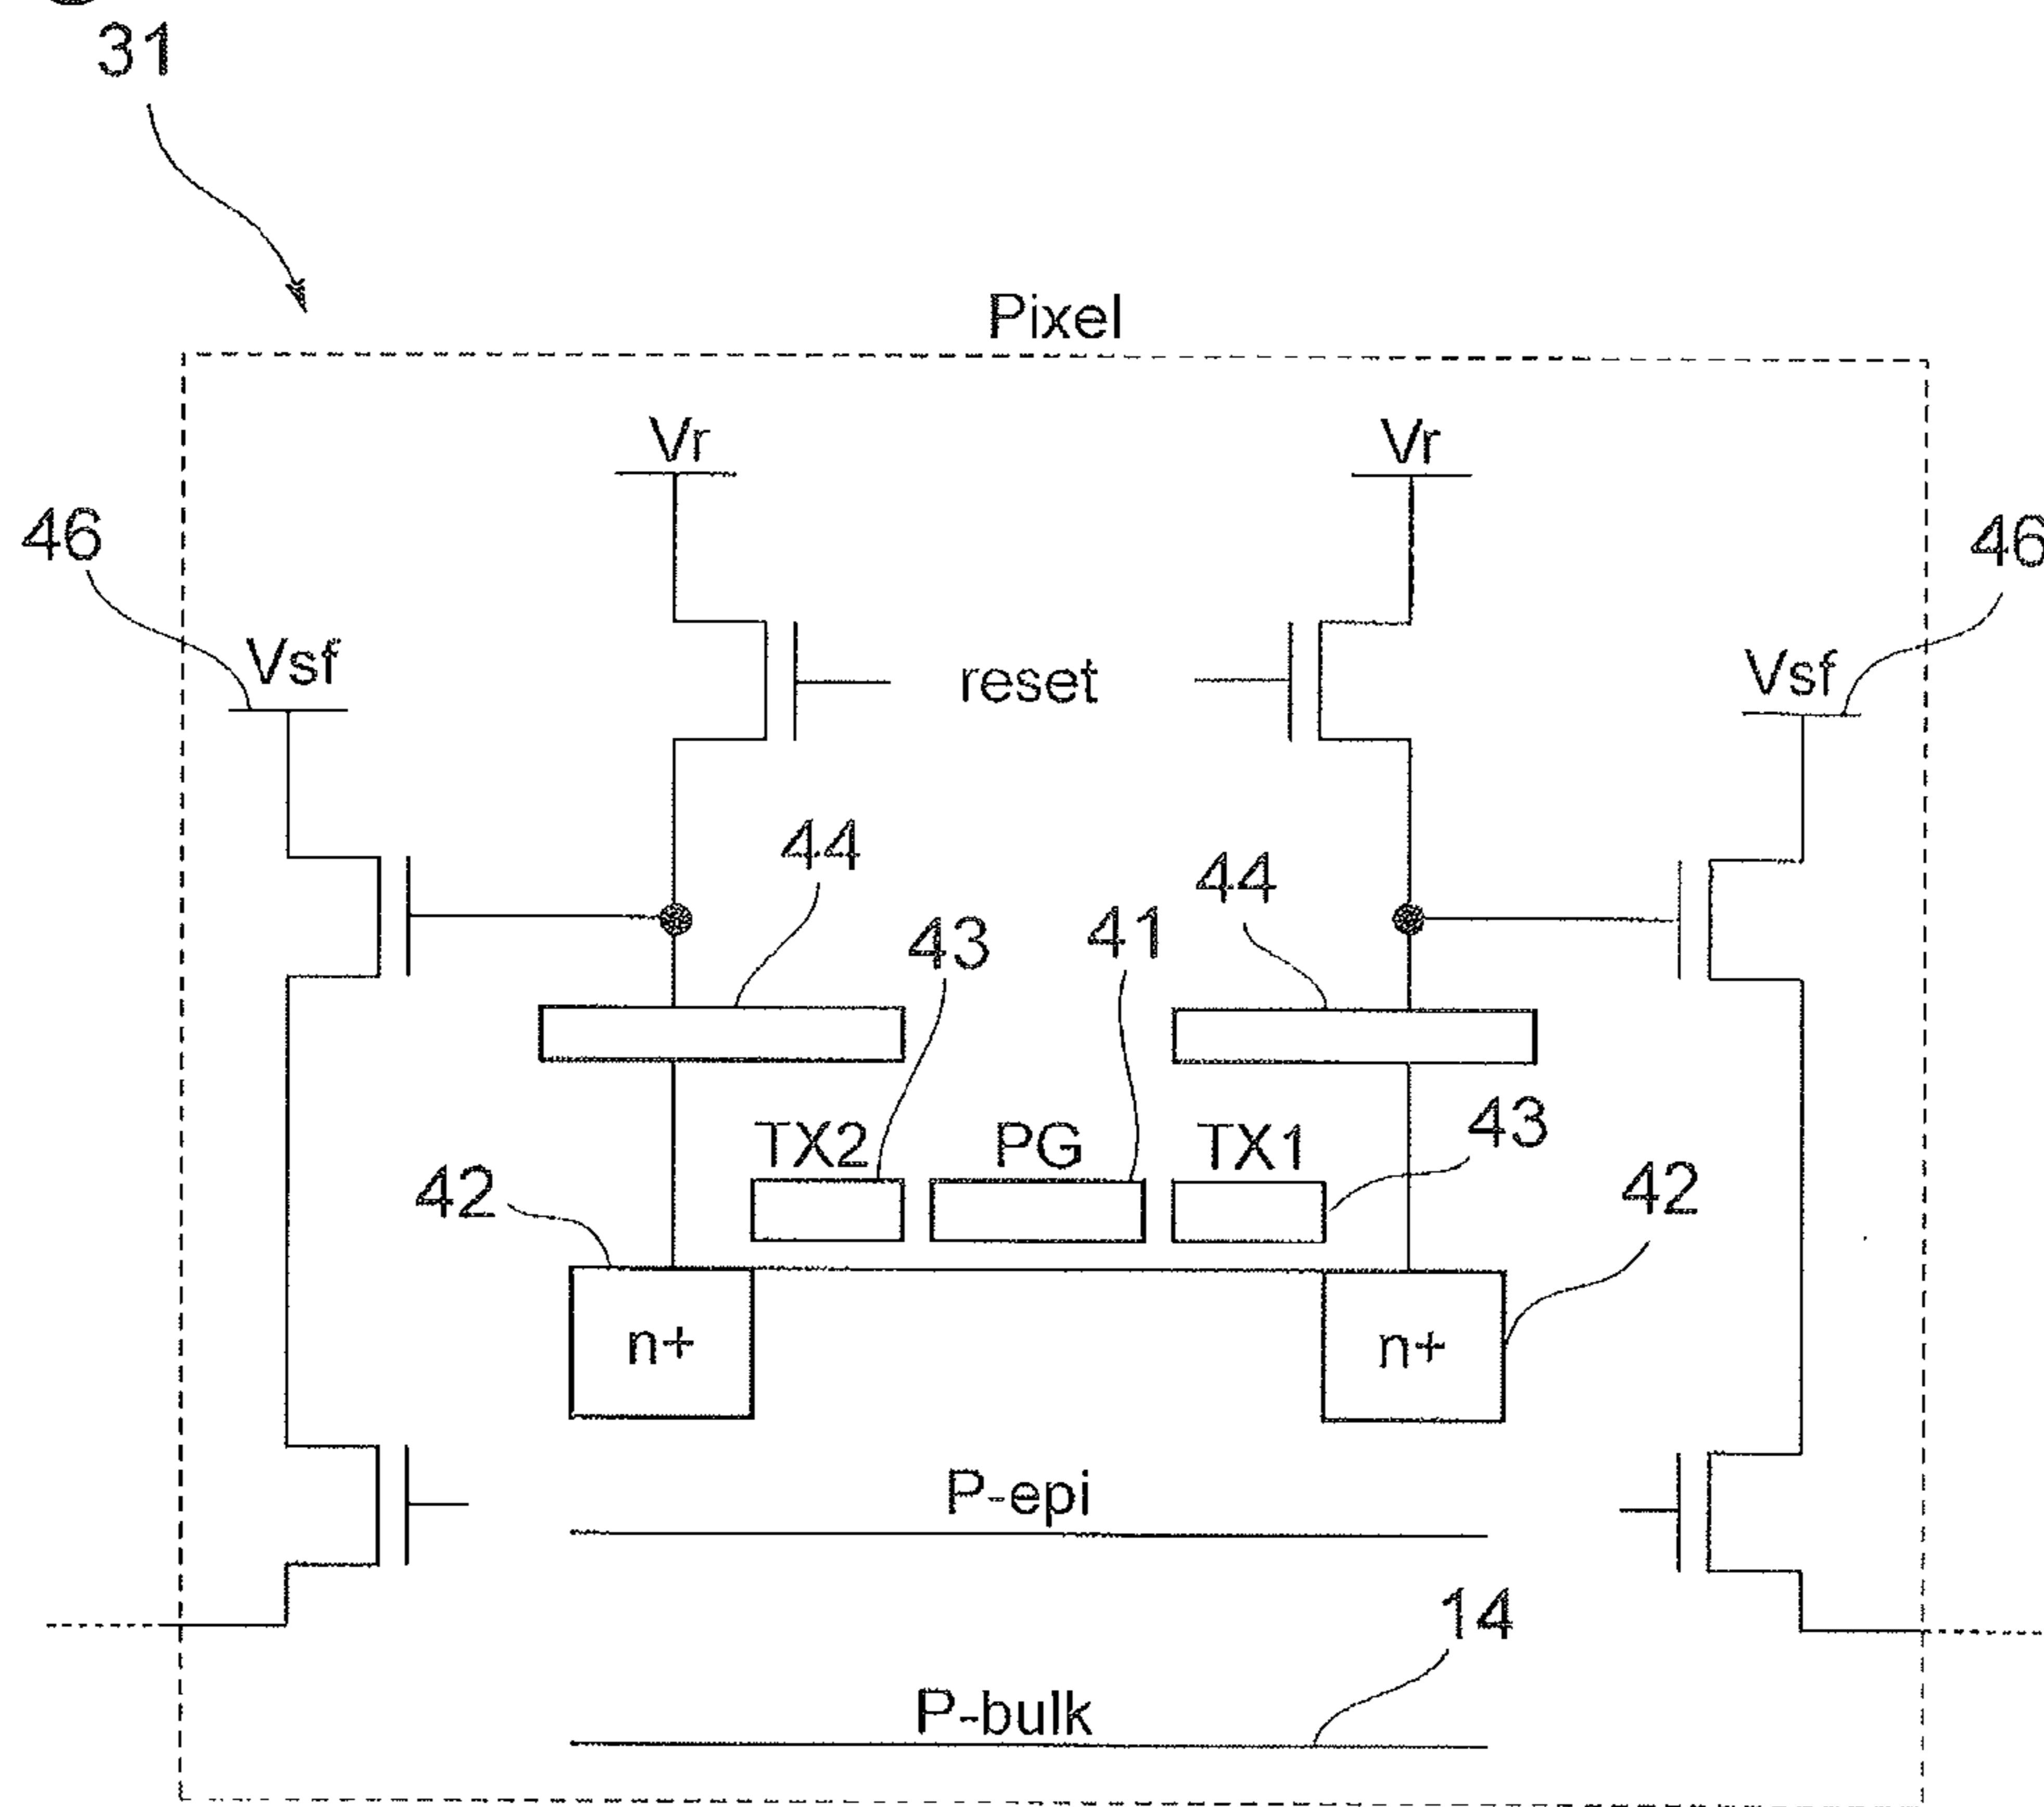 31
Pixel
Vr Vr
46 46
Vsf reset Vsf
44 44
43 41
TX2 PG TX1 43
42 42
n+ n+
P-epi
14
P-bulk